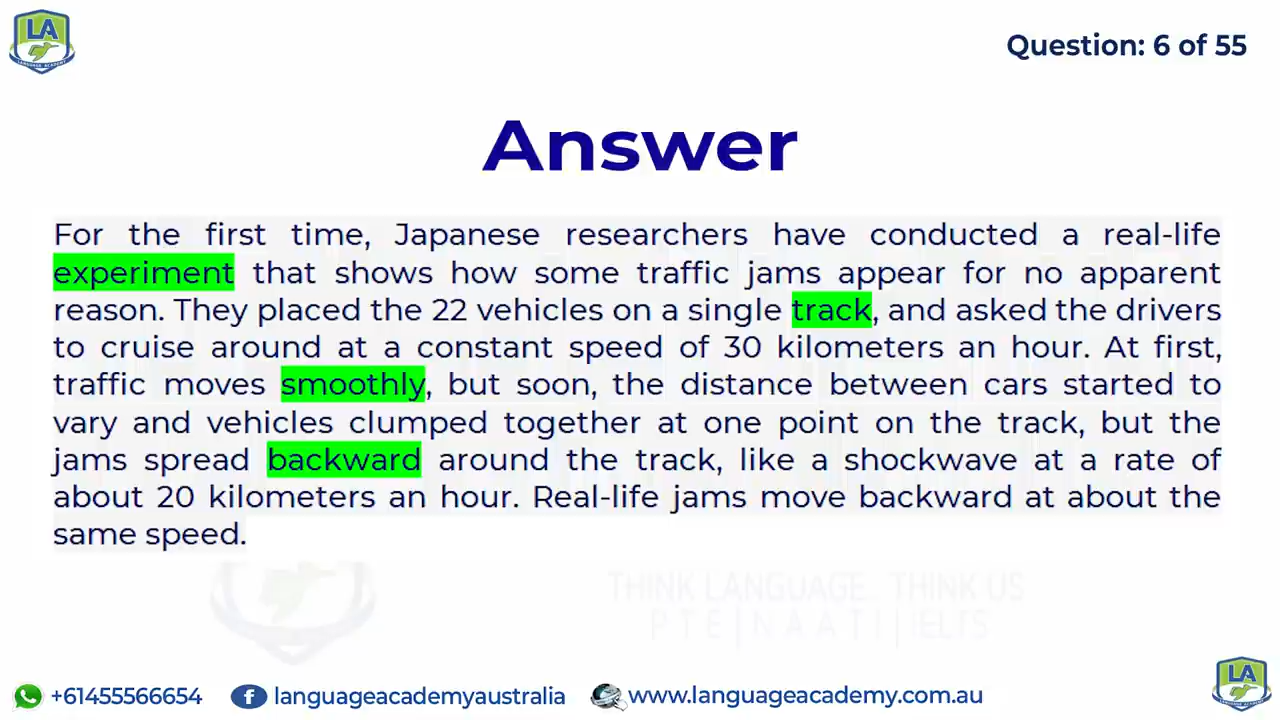 LA
LANGUAGE ACADEMY
Question: 6 of 55
Answer
For the first time, Japanese researchers have conducted a real-life
experiment that shows how some traffic jams appear for no apparent
reason. They placed the 22 vehicles on a single track, and asked the drivers
to cruise around at a constant speed of 30 kilometers an hour. At first,
traffic moves smoothly, but soon, the distance between cars started to
vary and vehicles clumped together at one point on the track, but the
jams spread backward around the track, like a shockwave at a rate of
about 20 kilometers an hour. Real-life jams move backward at about the
same speed.
THINK LANGUAGE.. THINK US
PTE | NAATI | IELTS
+61455566654
languageacademyaustralia
www.languageacademy.com.au
LA
LANGUAGE ACADEMY